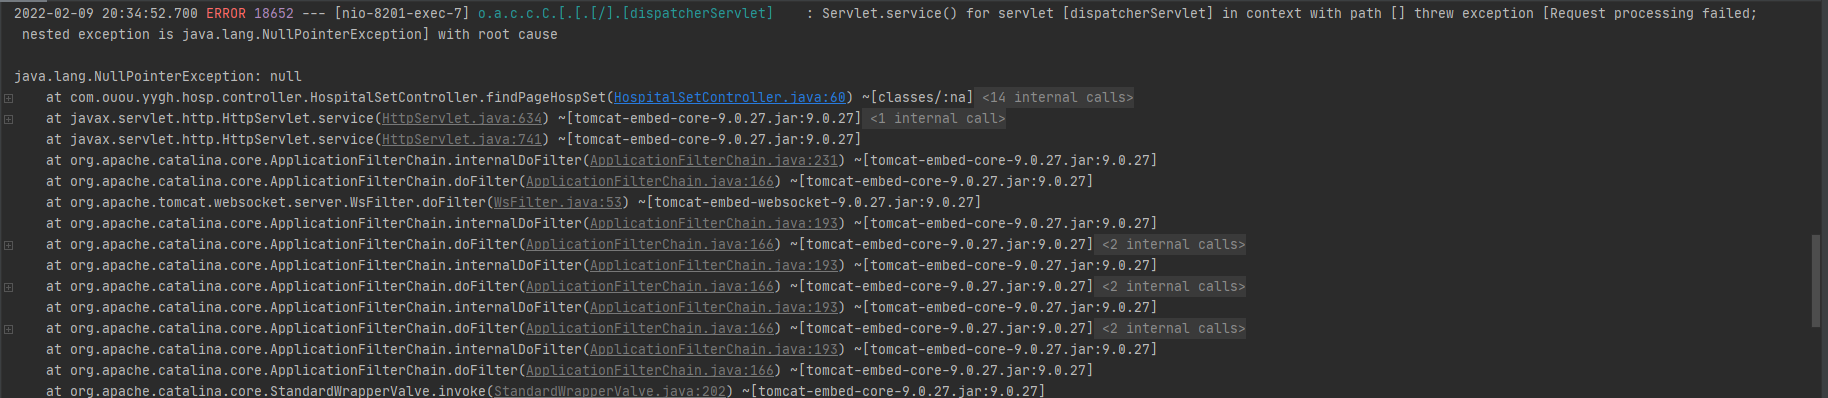 2022-02-09 20:34:52.700 ERROR 18652 --- [nio-8201-exec-7] o.a.c.c.C.[.[.[/].[dispatcherServlet]    : Servlet.service() for servlet [dispatcherServlet] in context with path [] threw exception [Request processing failed;
 nested exception is java.lang.NullPointerException] with root cause

java.lang.NullPointerException: null
    at com.ouou.yygh.hosp.controller.HospitalSetController.findPageHospSet(HospitalSetController.java:60) ~[classes/:na] <14 internal calls>
    at javax.servlet.http.HttpServlet.service(HttpServlet.java:634) ~[tomcat-embed-core-9.0.27.jar:9.0.27] <1 internal call>
    at javax.servlet.http.HttpServlet.service(HttpServlet.java:741) ~[tomcat-embed-core-9.0.27.jar:9.0.27]
    at org.apache.catalina.core.ApplicationFilterChain.internalDoFilter(ApplicationFilterChain.java:231) ~[tomcat-embed-core-9.0.27.jar:9.0.27]
    at org.apache.catalina.core.ApplicationFilterChain.doFilter(ApplicationFilterChain.java:166) ~[tomcat-embed-core-9.0.27.jar:9.0.27]
    at org.apache.tomcat.websocket.server.WsFilter.doFilter(WsFilter.java:53) ~[tomcat-embed-websocket-9.0.27.jar:9.0.27]
    at org.apache.catalina.core.ApplicationFilterChain.internalDoFilter(ApplicationFilterChain.java:193) ~[tomcat-embed-core-9.0.27.jar:9.0.27]
    at org.apache.catalina.core.ApplicationFilterChain.doFilter(ApplicationFilterChain.java:166) ~[tomcat-embed-core-9.0.27.jar:9.0.27] <2 internal calls>
    at org.apache.catalina.core.ApplicationFilterChain.internalDoFilter(ApplicationFilterChain.java:193) ~[tomcat-embed-core-9.0.27.jar:9.0.27]
    at org.apache.catalina.core.ApplicationFilterChain.doFilter(ApplicationFilterChain.java:166) ~[tomcat-embed-core-9.0.27.jar:9.0.27] <2 internal calls>
    at org.apache.catalina.core.ApplicationFilterChain.internalDoFilter(ApplicationFilterChain.java:193) ~[tomcat-embed-core-9.0.27.jar:9.0.27]
    at org.apache.catalina.core.ApplicationFilterChain.doFilter(ApplicationFilterChain.java:166) ~[tomcat-embed-core-9.0.27.jar:9.0.27] <2 internal calls>
    at org.apache.catalina.core.ApplicationFilterChain.internalDoFilter(ApplicationFilterChain.java:193) ~[tomcat-embed-core-9.0.27.jar:9.0.27]
    at org.apache.catalina.core.ApplicationFilterChain.doFilter(ApplicationFilterChain.java:166) ~[tomcat-embed-core-9.0.27.jar:9.0.27]
    at org.apache.catalina.core.StandardWrapperValve.invoke(StandardWrapperValve.java:202) ~[tomcat-embed-core-9.0.27.jar:9.0.27]